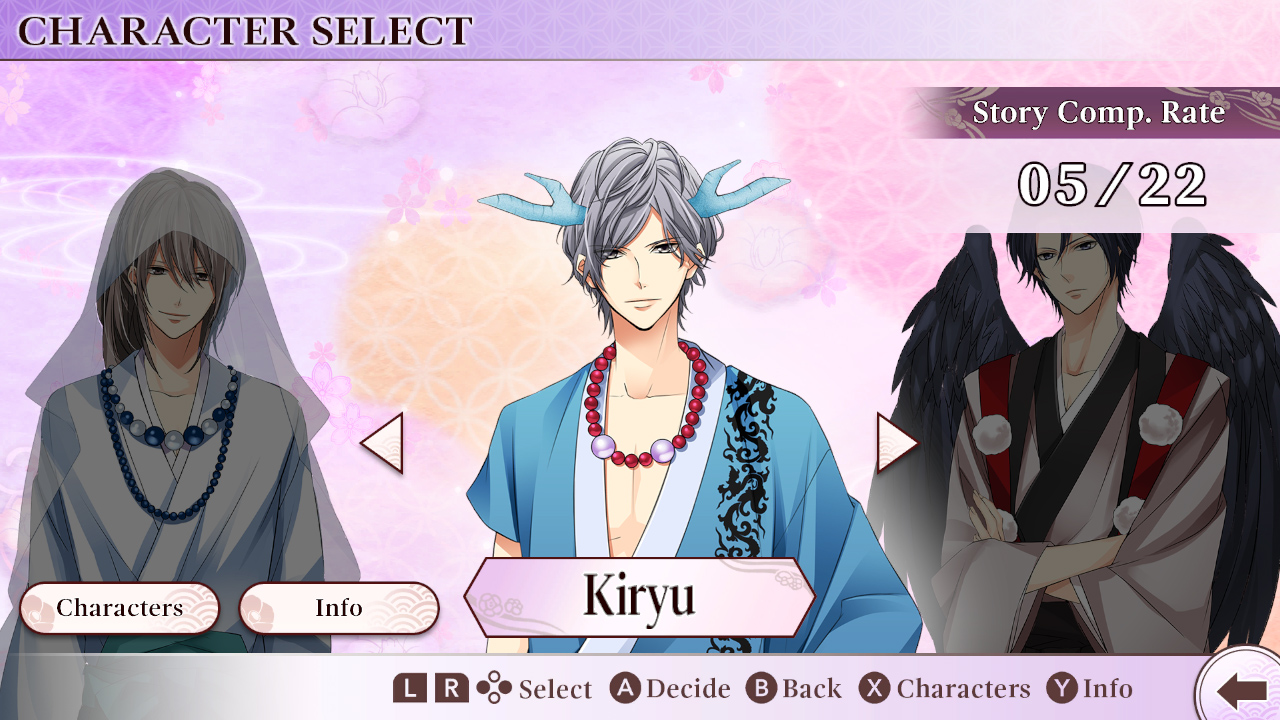 CHARACTER SELECT
Story Comp. Rate
05/22
Kiryu
Characters
Info
L R Select A Decide B Back X Characters Y Info